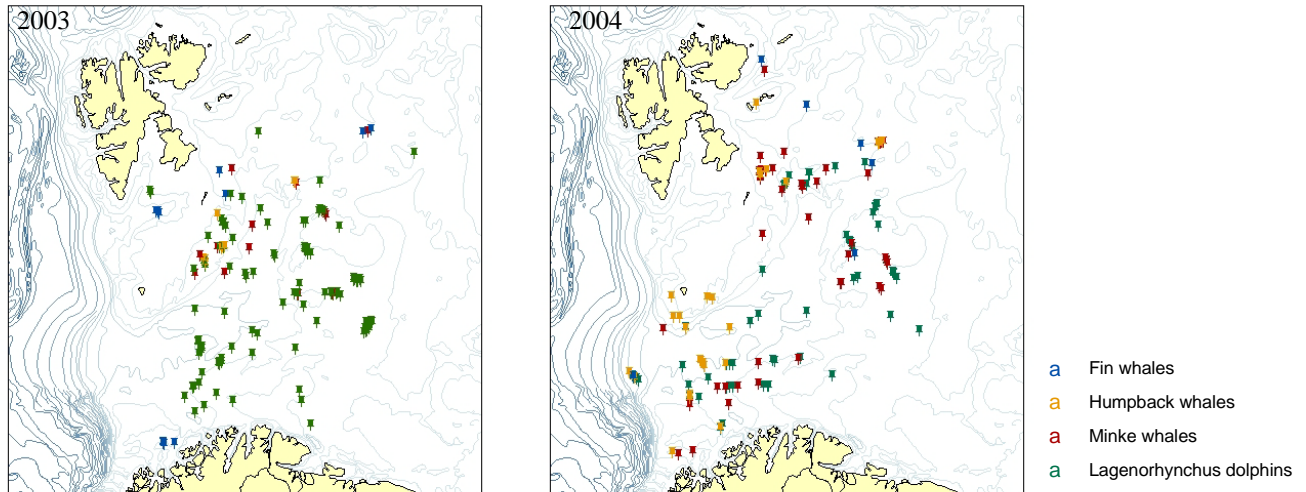 2003
2004
a Fin whales
a Humpback whales
a Minke whales
a Lagenorhynchus dolphins